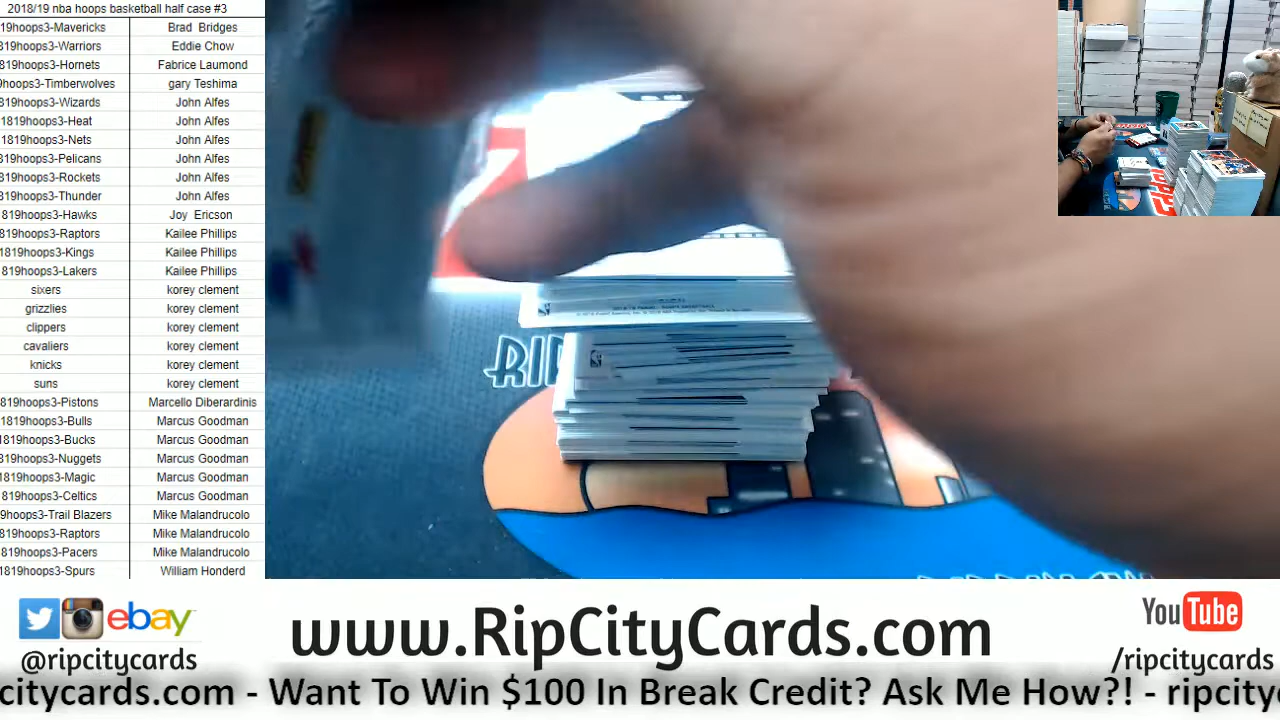 2018/19 nba hoops basketball half case #3
19hoops3-Mavericks Brad Bridges
819hoops3-Warriors Eddie Chow
819hoops3-Hornets Fabrice Laumond
9hoops3-Timberwolves gary Teshima
819hoops3-Wizards John Alfes
1819hoops3-Heat John Alfes
1819hoops3-Nets John Alfes
819hoops3-Pelicans John Alfes
819hoops3-Rockets John Alfes
819hoops3-Thunder John Alfes
819hoops3-Hawks Joy Ericson
819hoops3-Raptors Kailee Phillips
1819hoops3-Kings Kailee Phillips
819hoops3-Lakers Kailee Phillips
sixers korey clement
grizzlies korey clement
clippers korey clement
cavaliers korey clement
knicks korey clement
suns korey clement
819hoops3-Pistons Marcello Diberardinis
1819hoops3-Bulls Marcus Goodman
1819hoops3-Bucks Marcus Goodman
819hoops3-Nuggets Marcus Goodman
1819hoops3-Magic Marcus Goodman
819hoops3-Celtics Marcus Goodman
9hoops3-Trail Blazers Mike Malandrucolo
819hoops3-Raptors Mike Malandrucolo
819hoops3-Pacers Mike Malandrucolo
1819hoops3-Spurs William Honderd
RIP
ebay
@ripcitycards
www.RipCityCards.com
YouTube
/ripcitycards
citycards.com - Want To Win $100 In Break Credit? Ask Me How?! - ripcity